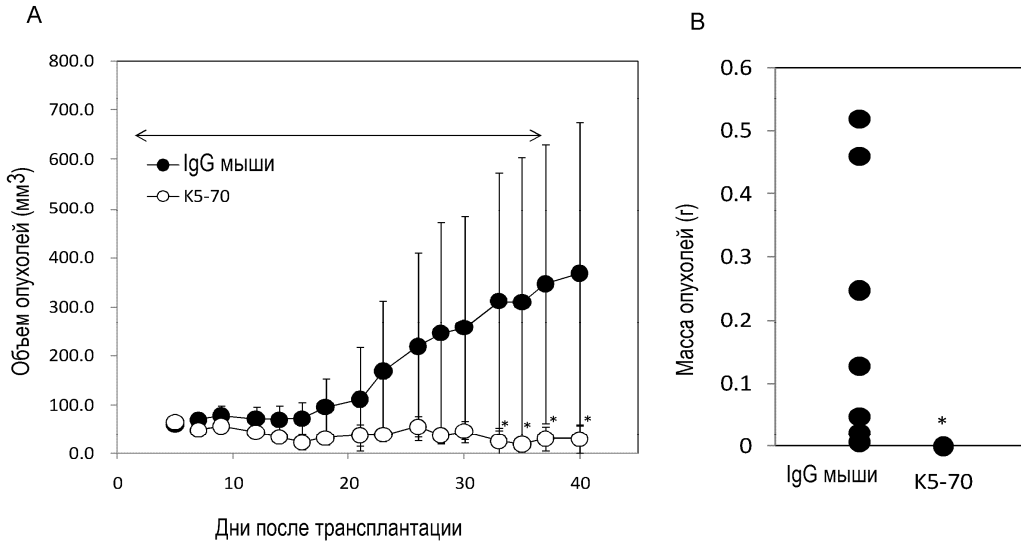 A
800.0
700.0
600.0
500.0
400.0
300.0
200.0
100.0
0.0
Объем опухолей (мм3)
IgG мыши
K5-70
* * * *
0 10 20 30 40
Дни после трансплантации
B
0.6
0.5
0.4
0.3
0.2
0.1
0
Масса опухолей (г)
*
IgG мыши K5-70